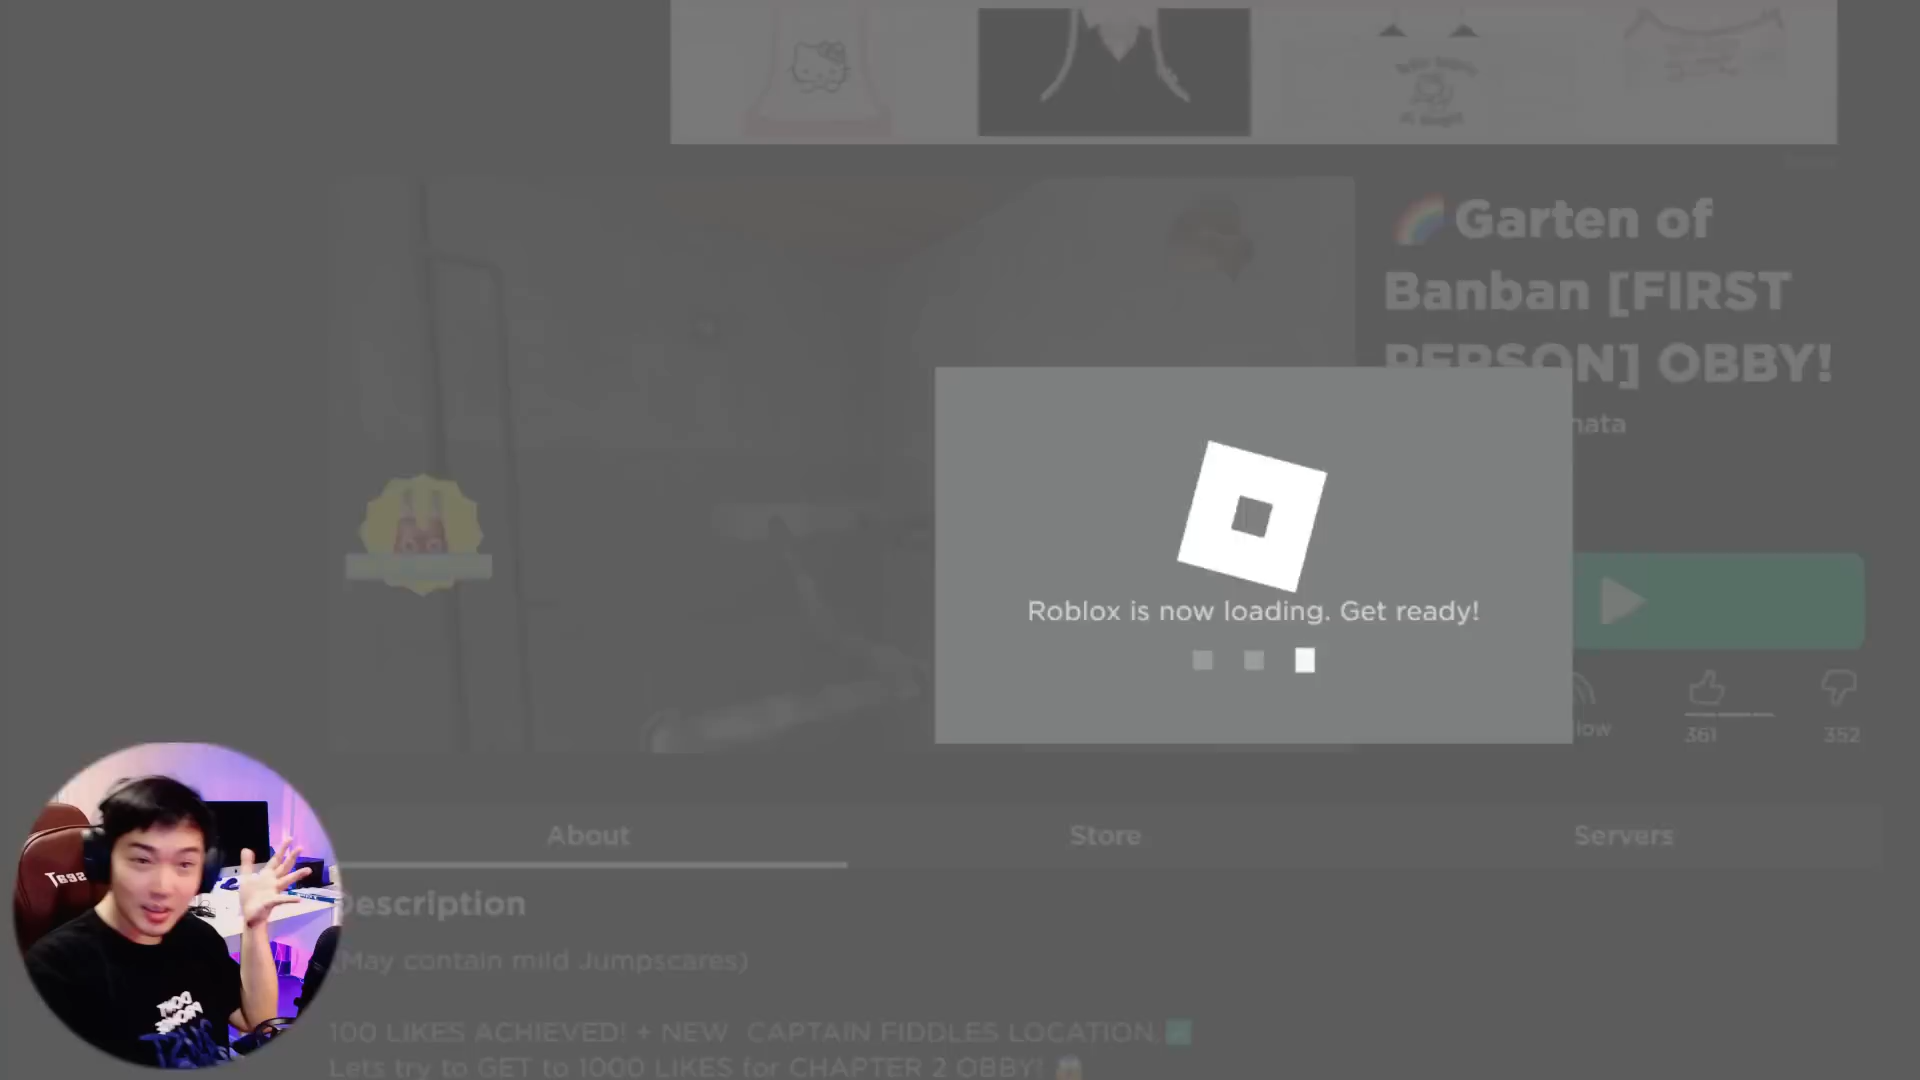 🌈Garten of
Banban [FIRST
PERSON] OBBY!
nata
Roblox is now loading. Get ready!
low
361
352
About
Store
Servers
Description
(May contain mild Jumpscares)
100 LIKES ACHIEVED! + NEW CAPTAIN FIDDLES LOCATION. ✅
Lets try to GET to 1000 LIKES for CHAPTER 2 OBBY! 😱